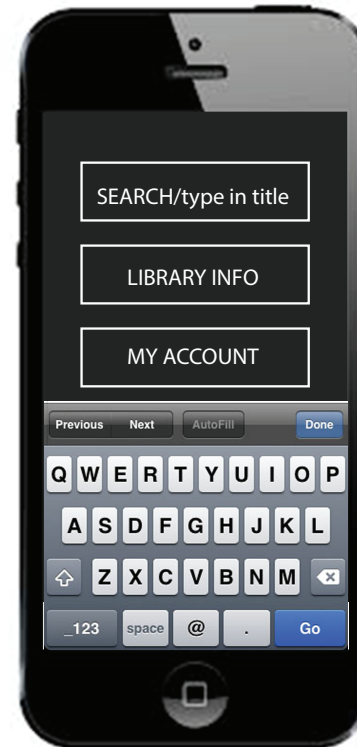 SEARCH/type in title
LIBRARY INFO
MY ACCOUNT
Previous Next AutoFill Done
Q W E R T Y U I O P
A S D F G H J K L
Z X C V B N M
_123 space @ . Go